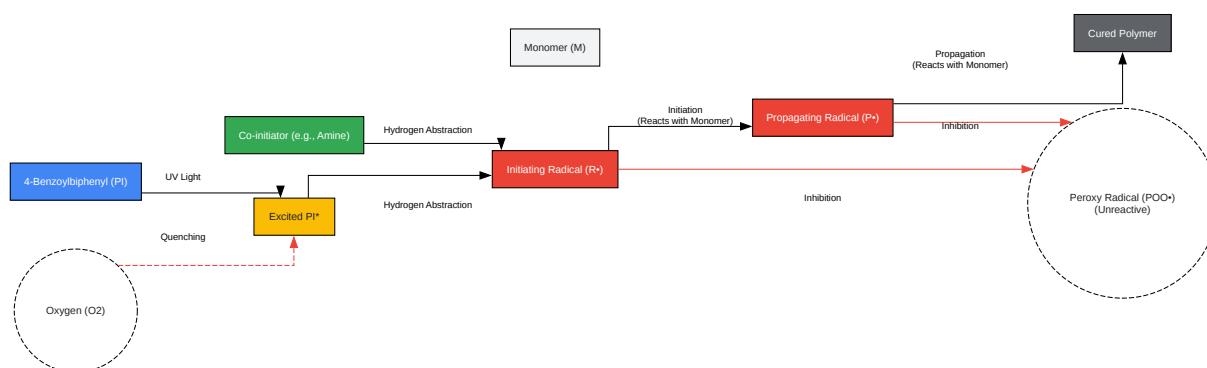 Cured Polymer
Monomer (M)
Propagation
(Reacts with Monomer)
Initiation
(Reacts with Monomer)
Propagating Radical (P•)
Inhibition
Co-initiator (e.g., Amine)
Hydrogen Abstraction
Initiating Radical (R•)
4-Benzoylbiphenyl (PI)
UV Light
Hydrogen Abstraction
Inhibition
Peroxy Radical (POO•)
(Unreactive)
Excited PI*
Quenching
Oxygen (O2)